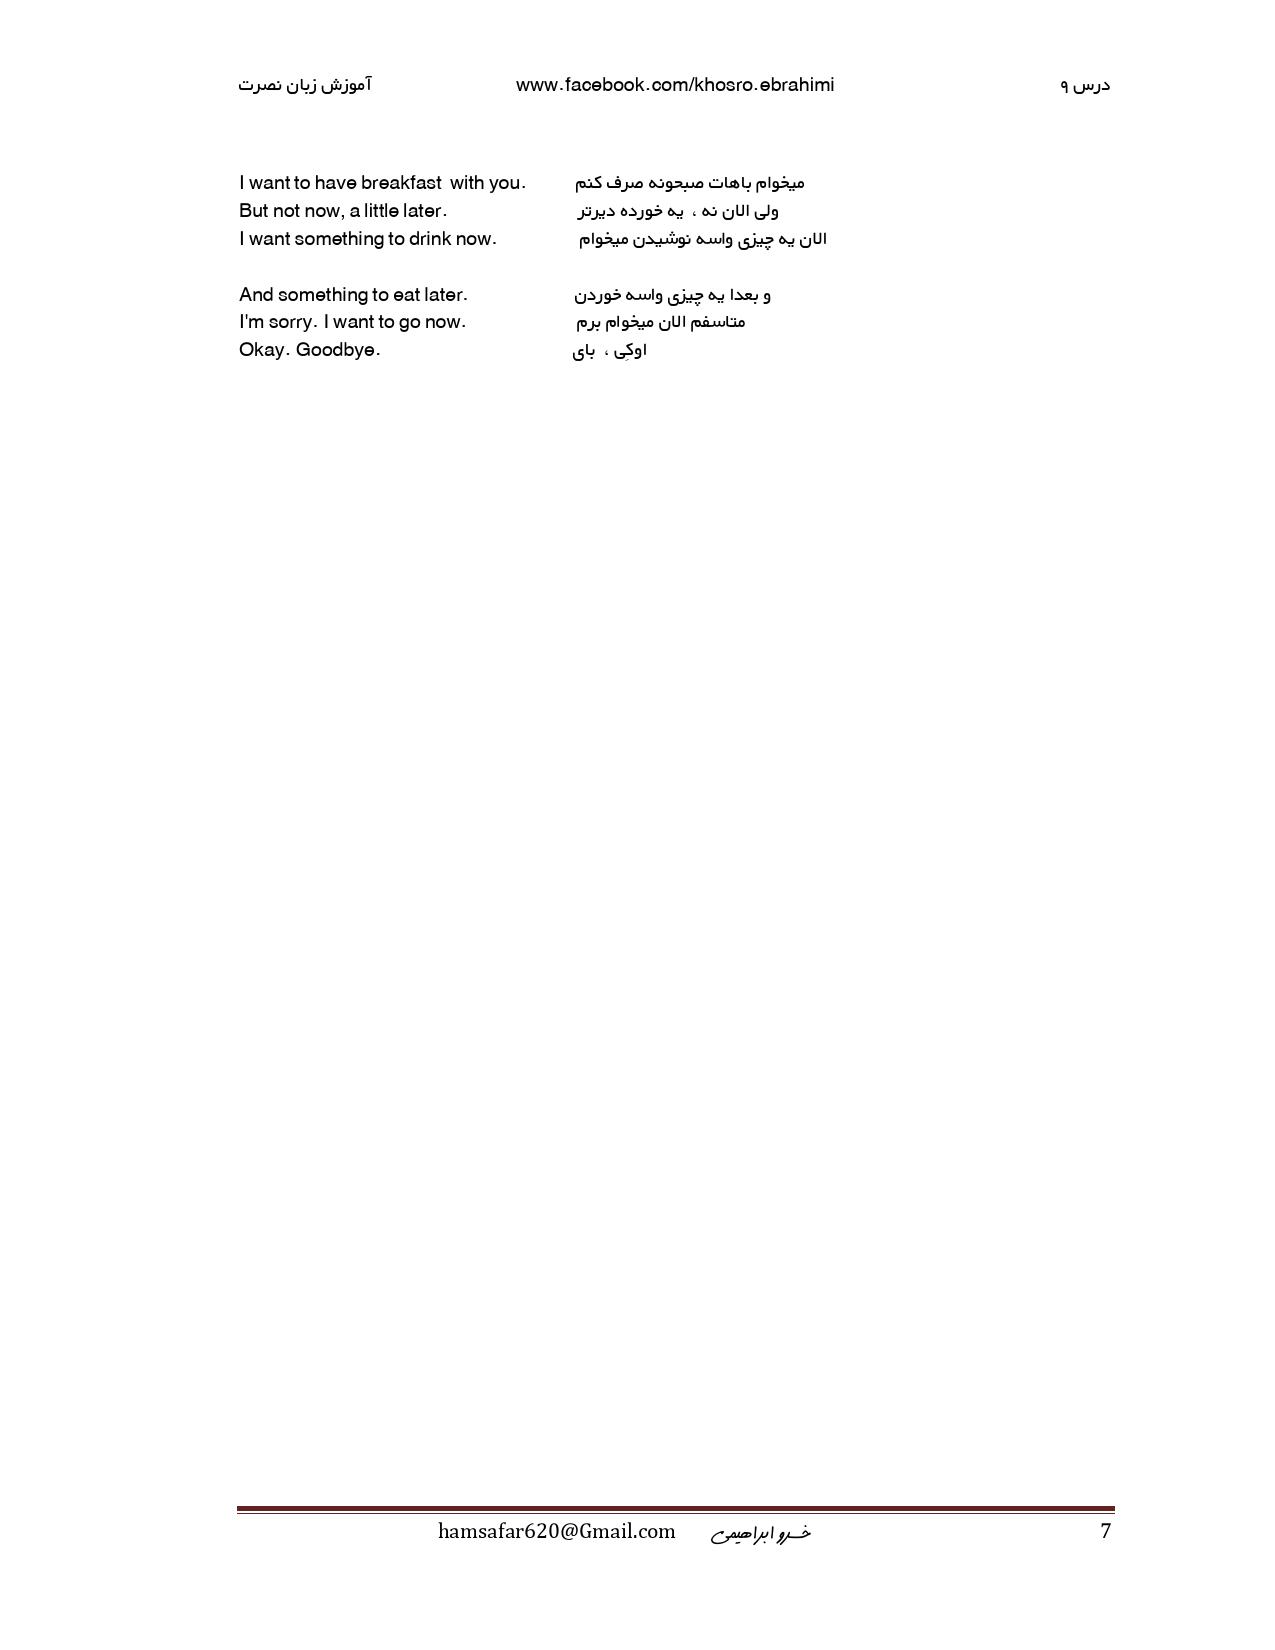 آموزش زبان نصرت www.facebook.com/khosro.ebrahimi درس ۹
I want to have breakfast with you. میخوام باهات صبحونه صرف کنم
But not now, a little later. ولی الان نه ، یه خورده دیرتر
I want something to drink now. الان یه چیزی واسه نوشیدن میخوام
And something to eat later. و بعدا یه چیزی واسه خوردن
I'm sorry. I want to go now. متاسفم الان میخوام برم
Okay. Goodbye. اوکِی ، بای
hamsafar620@Gmail.com خسرو ابراهیمی 7